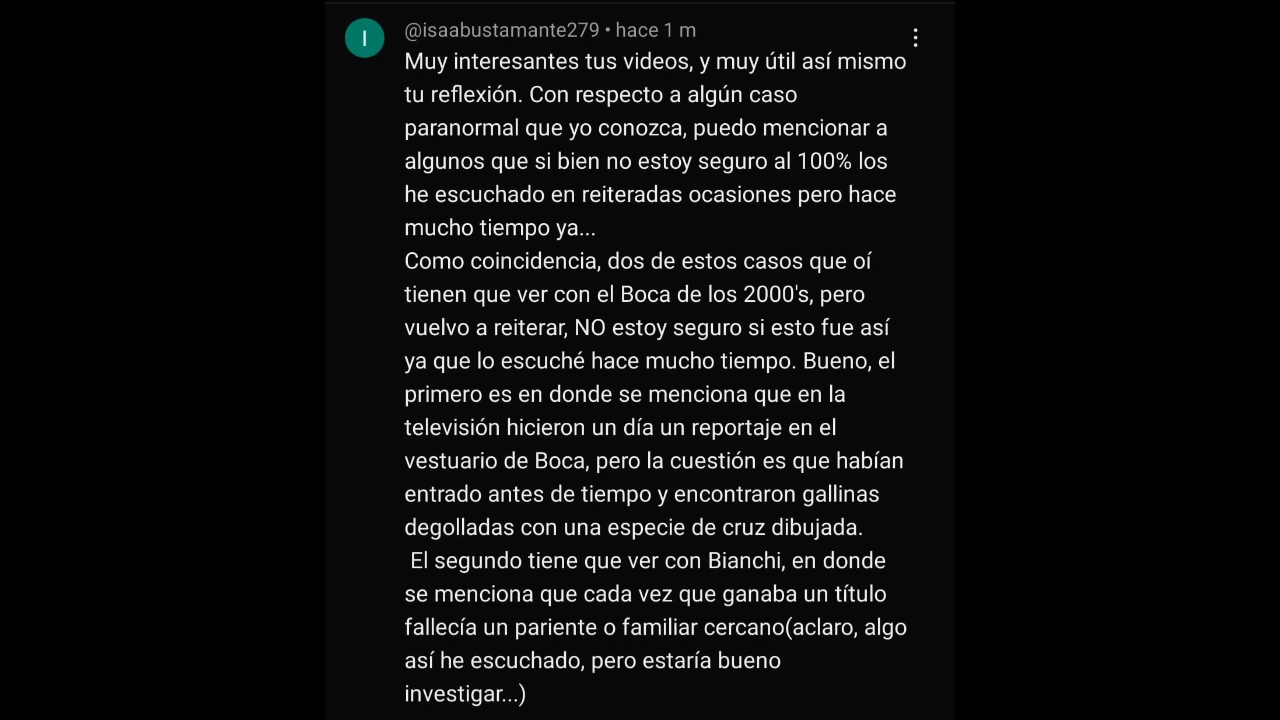 I
@isaabustamante279 • hace 1 m
Muy interesantes tus videos, y muy útil así mismo
tu reflexión. Con respecto a algún caso
paranormal que yo conozca, puedo mencionar a
algunos que si bien no estoy seguro al 100% los
he escuchado en reiteradas ocasiones pero hace
mucho tiempo ya...
Como coincidencia, dos de estos casos que oí
tienen que ver con el Boca de los 2000's, pero
vuelvo a reiterar, NO estoy seguro si esto fue así
ya que lo escuché hace mucho tiempo. Bueno, el
primero es en donde se menciona que en la
televisión hicieron un día un reportaje en el
vestuario de Boca, pero la cuestión es que habían
entrado antes de tiempo y encontraron gallinas
degolladas con una especie de cruz dibujada.
El segundo tiene que ver con Bianchi, en donde
se menciona que cada vez que ganaba un título
fallecía un pariente o familiar cercano(aclaro, algo
así he escuchado, pero estaría bueno
investigar...)